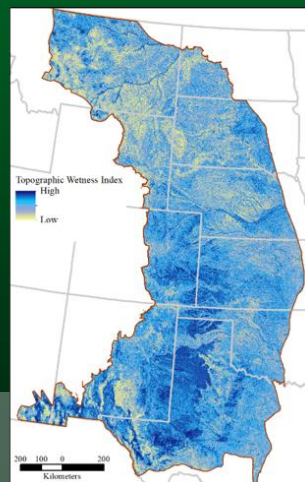 Topographic Wetness Index
High
Low
200 100 0 200
Kilometers